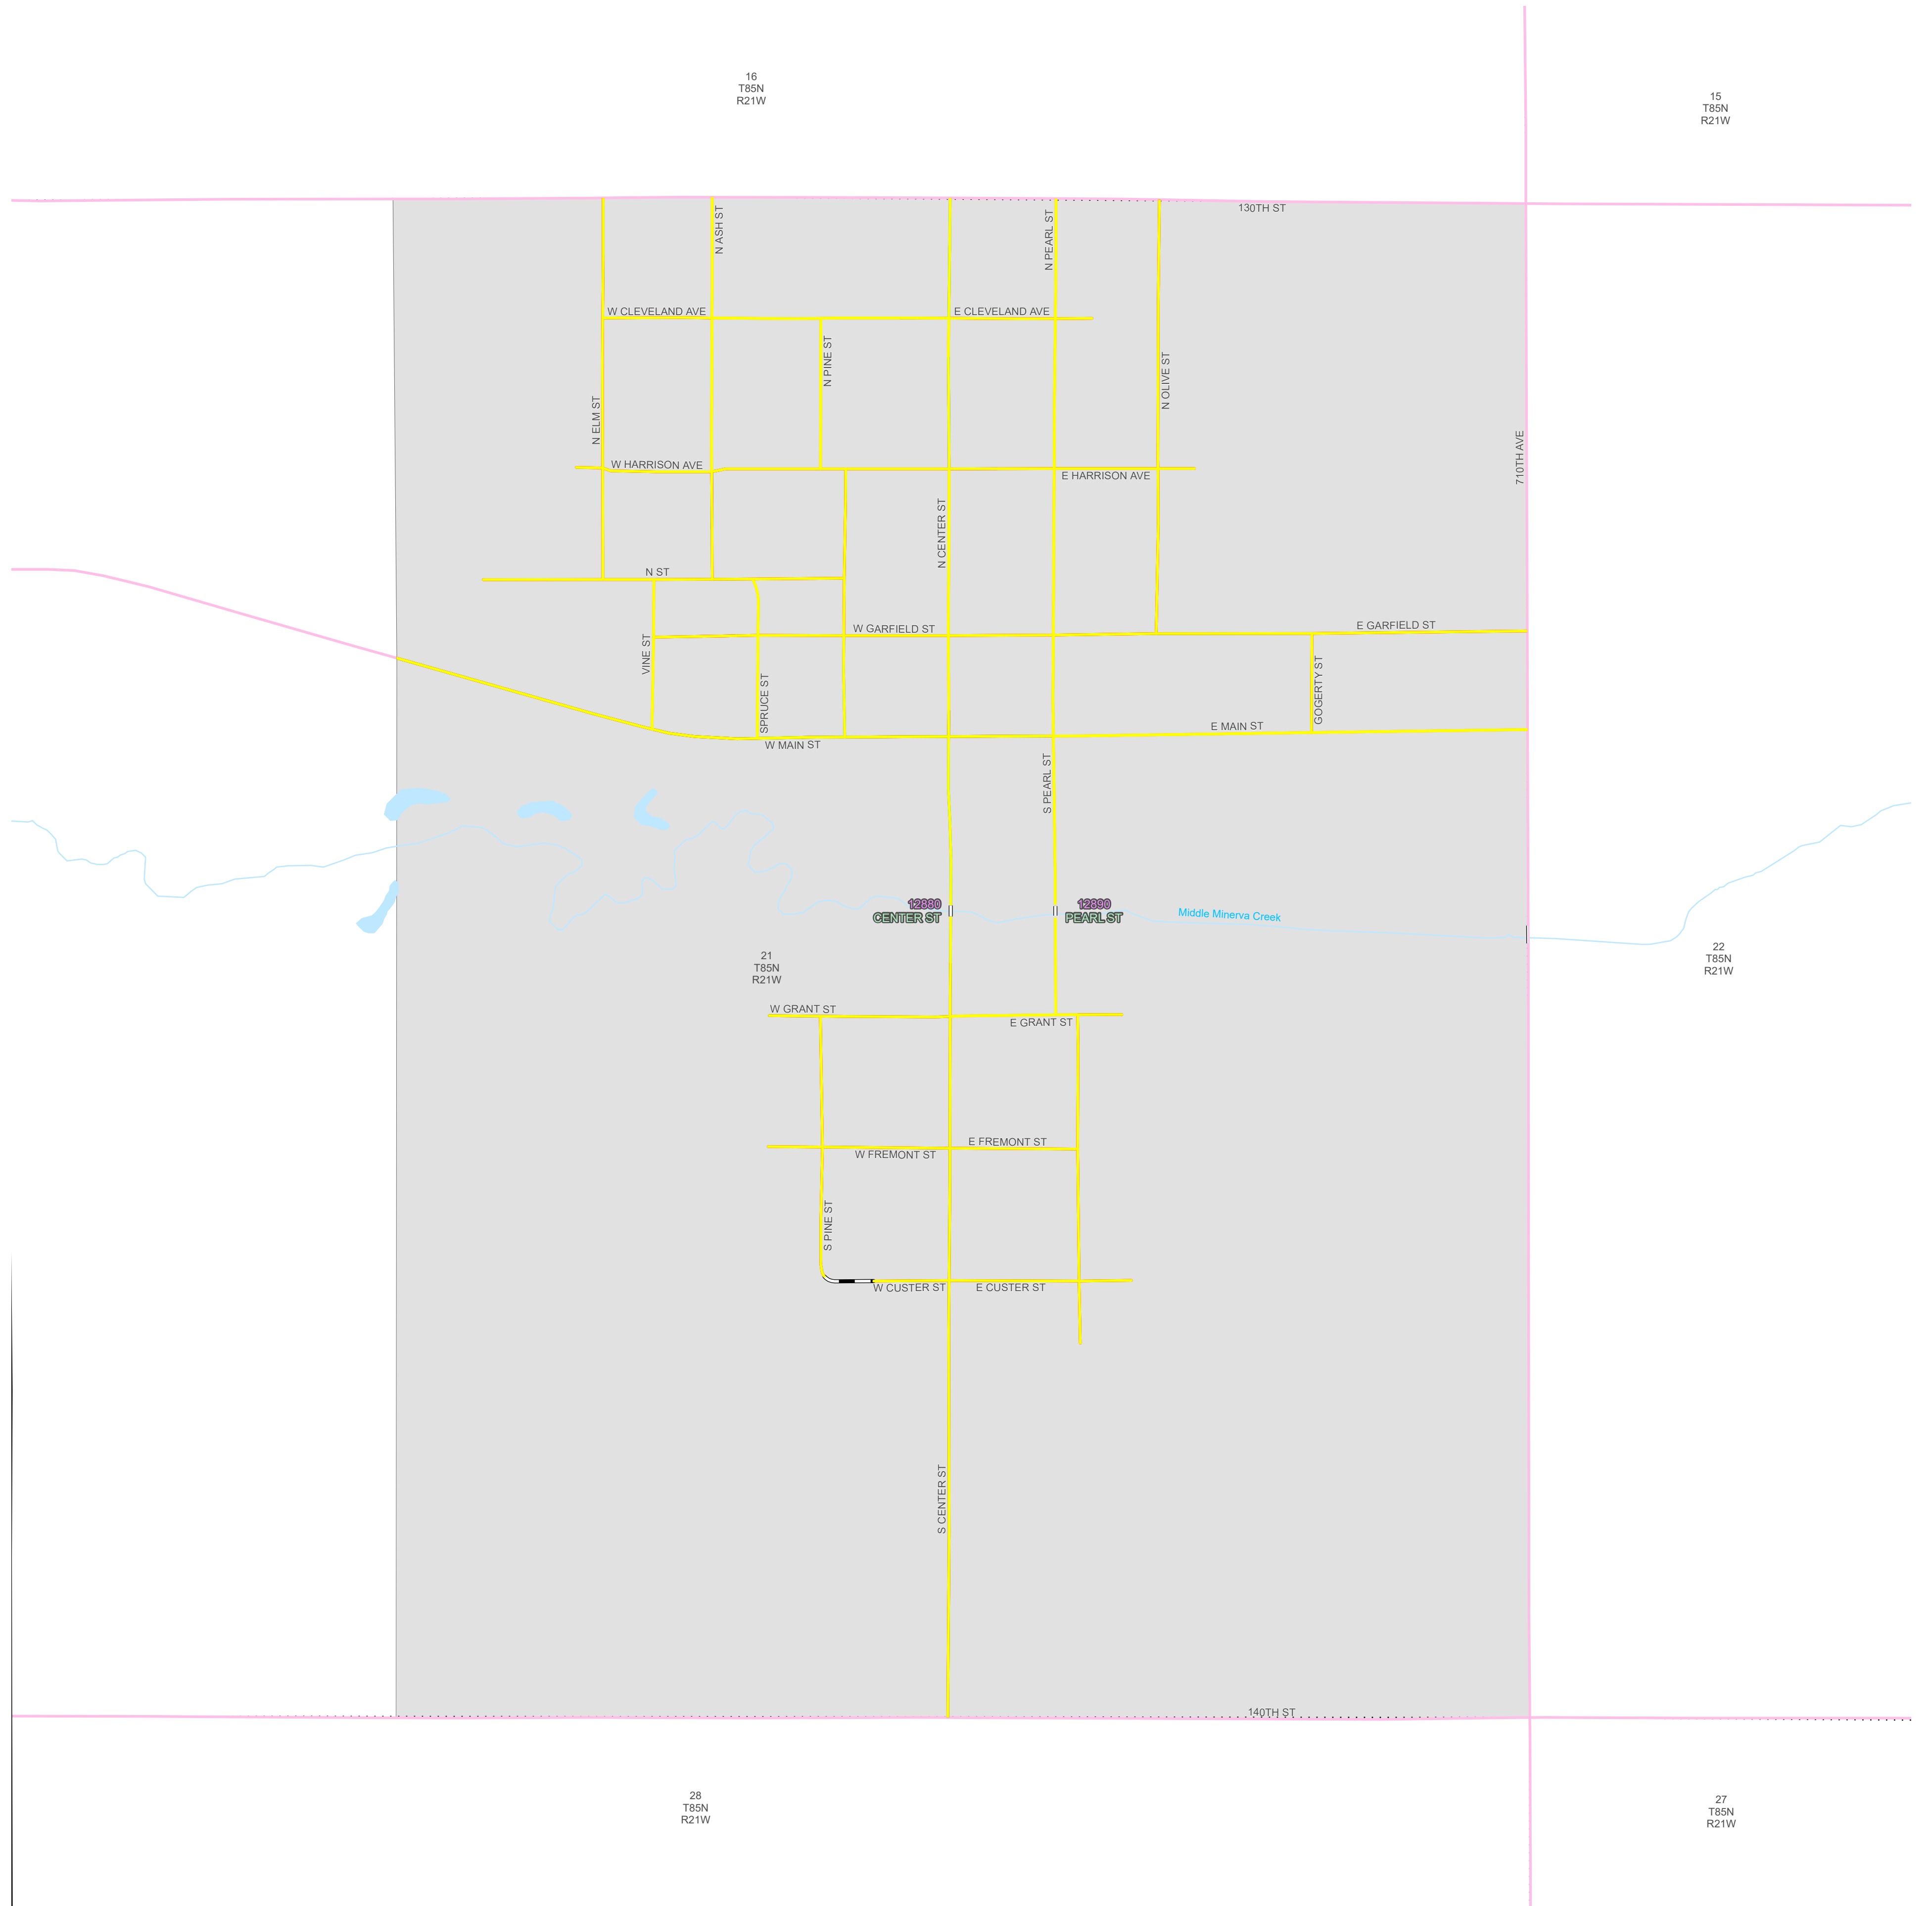 16
T85N
R21W
15
T85N
R21W
130TH ST
N ASH ST
N PEARL ST
W CLEVELAND AVE
E CLEVELAND AVE
N PINE ST
N OLIVE ST
N ELM ST
710TH AVE
W HARRISON AVE
E HARRISON AVE
N CENTER ST
N ST
W GARFIELD ST
E GARFIELD ST
VINE ST
SPRUCE ST
GOGERTY ST
E MAIN ST
W MAIN ST
S PEARL ST
12880
CENTER ST
12890
PEARL ST
Middle Minerva Creek
21
T85N
R21W
22
T85N
R21W
W GRANT ST
E GRANT ST
E FREMONT ST
W FREMONT ST
S PINE ST
W CUSTER ST
E CUSTER ST
S CENTER ST
140TH ST
28
T85N
R21W
27
T85N
R21W